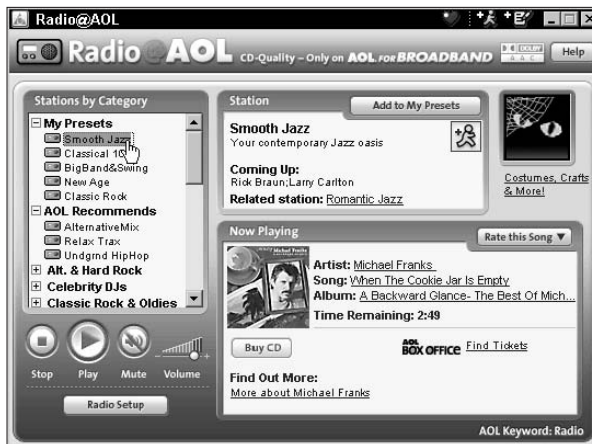 Radio@AOL
Radio@AOL CD-Quality – Only on AOL FOR BROADBAND DOLBY Help
A A C
Stations by Category
My Presets
Smooth Jazz
Classical
BigBand&Swing
New Age
Classic Rock
AOL Recommends
AlternativeMix
Relax Trax
Undgrnd HipHop
Alt. & Hard Rock
Celebrity DJs
Classic Rock & Oldies
Stop Play Mute Volume
Radio Setup
Station
Add to My Presets
Smooth Jazz
Your contemporary Jazz oasis
Coming Up:
Rick Braun;Larry Carlton
Related station: Romantic Jazz
Costumes, Crafts
& More!
Now Playing
Rate this Song
Artist: Michael Franks
Song: When The Cookie Jar Is Empty
Album: A Backward Glance- The Best Of Mich...
Time Remaining: 2:49
Buy CD
AOL BOX OFFICE Find Tickets
Find Out More:
More about Michael Franks
AOL Keyword: Radio